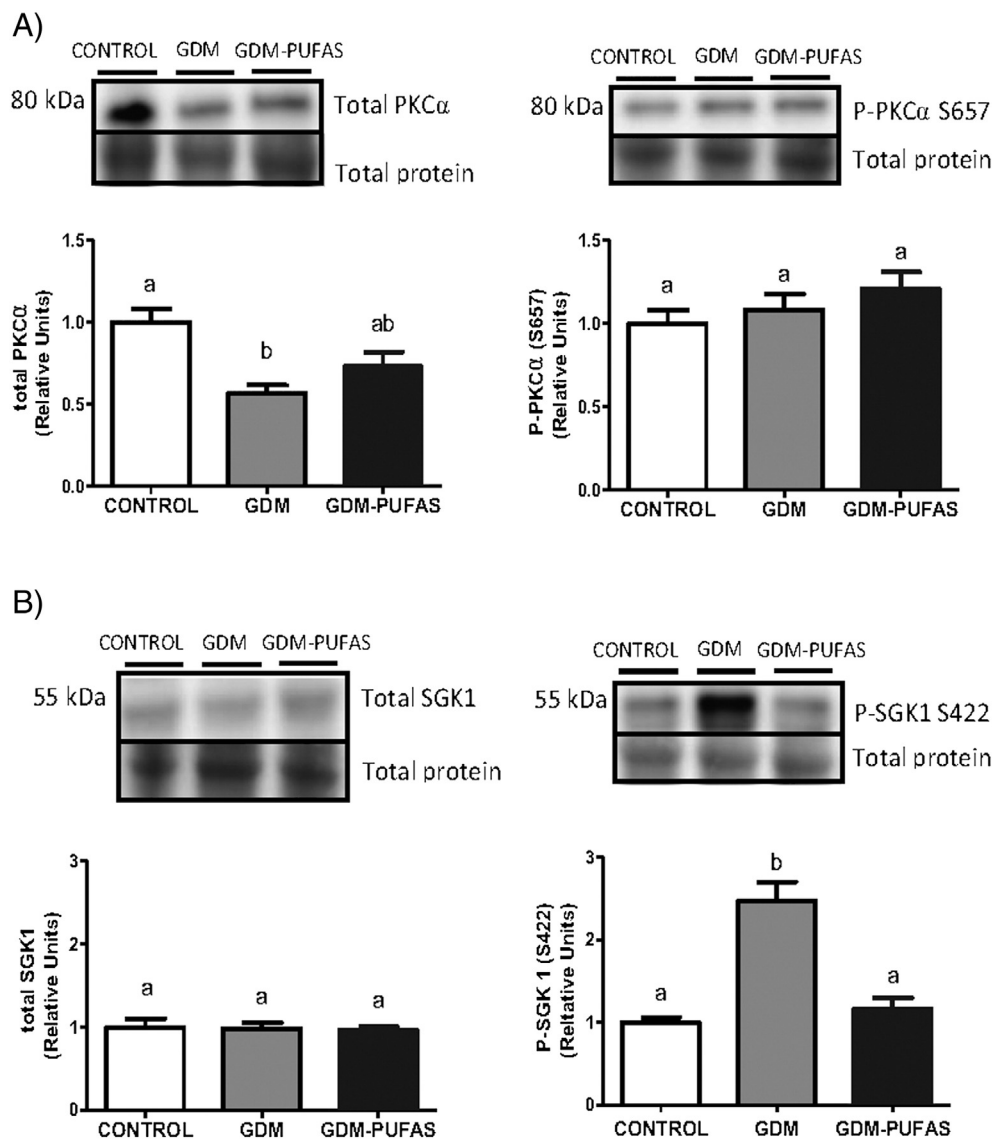 A)
CONTROL GDM GDM-PUFAS
80 kDa Total PKCα
Total protein
CONTROL GDM GDM-PUFAS
80 kDa P-PKCα S657
Total protein
total PKCα
(Relative Units)
1.5
1.0
0.5
0.0
a
b
ab
CONTROL GDM GDM-PUFAS
P-PKCα (S657)
(Relative Units)
1.5
1.0
0.5
0.0
a
a
a
CONTROL GDM GDM-PUFAS
B)
CONTROL GDM GDM-PUFAS
55 kDa Total SGK1
Total protein
CONTROL GDM GDM-PUFAS
55 kDa P-SGK1 S422
Total protein
total SGK1
(Relative Units)
3
2
1
0
a
a
a
CONTROL GDM GDM-PUFAS
P-SGK 1 (S422)
(Reltative Units)
3
2
1
0
a
b
a
CONTROL GDM GDM-PUFAS